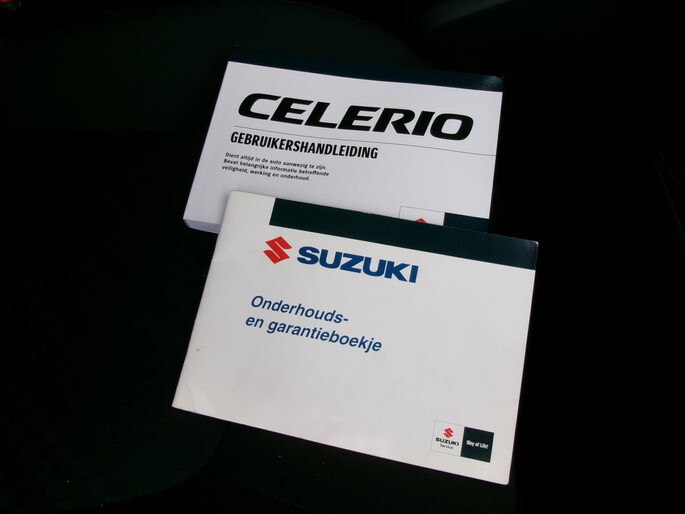 CELERIO
GEBRUIKERSHANDLEIDING
Dient altijd in de auto aanwezig te zijn.
Bevat belangrijke informatie betreffende
veiligheid, werking en onderhoud.
SUZUKI
Onderhouds-
en garantieboekje
SUZUKI
Service
Way of Life!